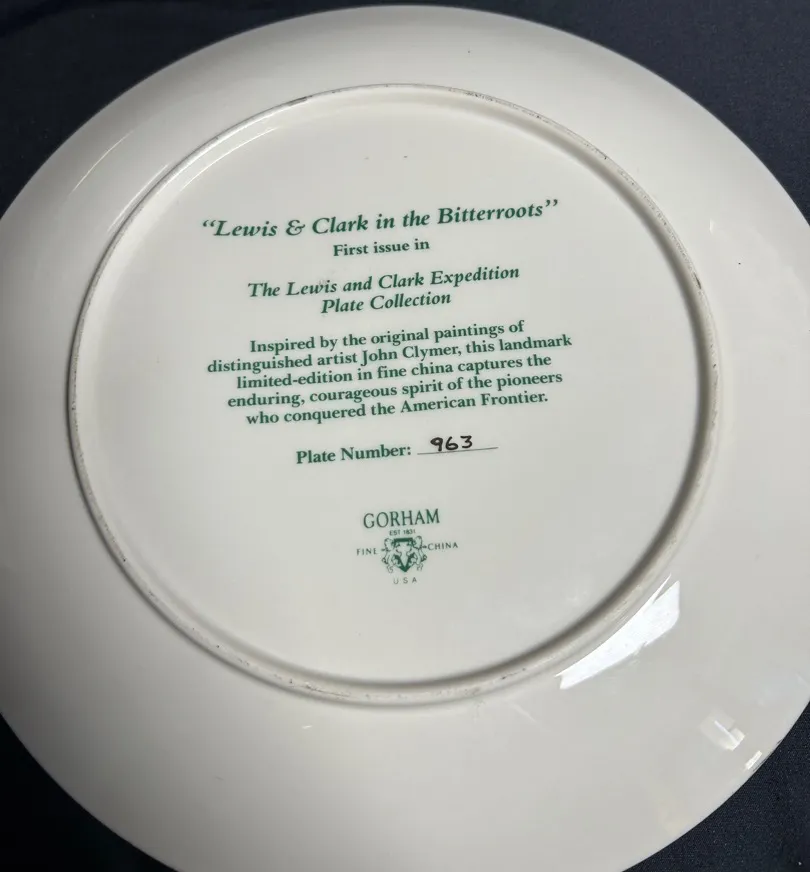 “Lewis & Clark in the Bitterroots”
First issue in
The Lewis and Clark Expedition
Plate Collection
Inspired by the original paintings of
distinguished artist John Clymer, this landmark
limited-edition in fine china captures the
enduring, courageous spirit of the pioneers
who conquered the American Frontier.
Plate Number: 963
GORHAM
EST 1831
FINE CHINA
USA